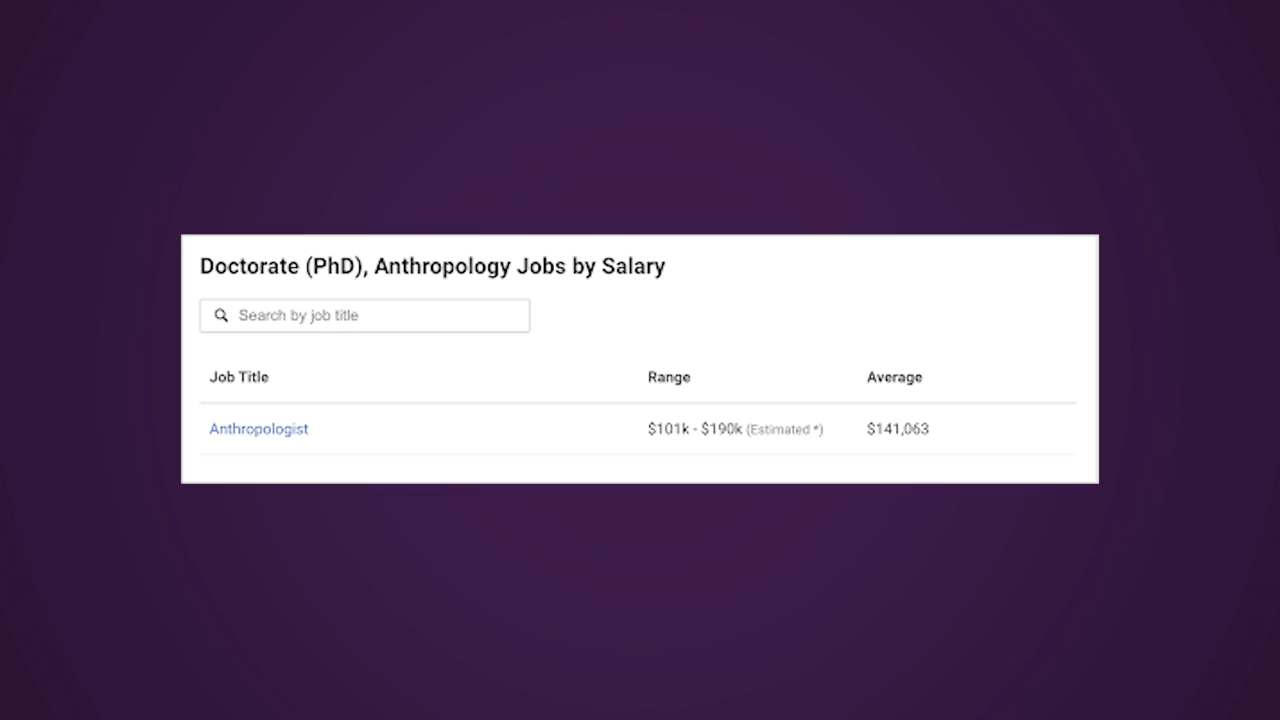 Doctorate (PhD), Anthropology Jobs by Salary
Search by job title
Job Title Range Average
Anthropologist $101k - $190k (Estimated *) $141,063